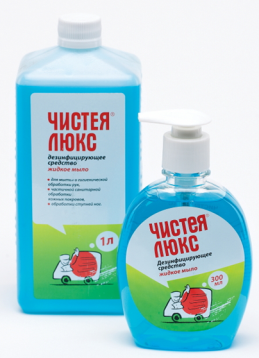 ЧИСТЕЯ®
ЛЮКС
дезинфицирующее
средство
жидкое мыло
• для мытья и гигиенической
обработки рук,
• частичной санитарной
обработки
кожных покровов,
• обработки ступней ног.
1 л
ЧИСТЕЯ®
ЛЮКС
Дезинфицирующее
средство
жидкое мыло
300
МЛ